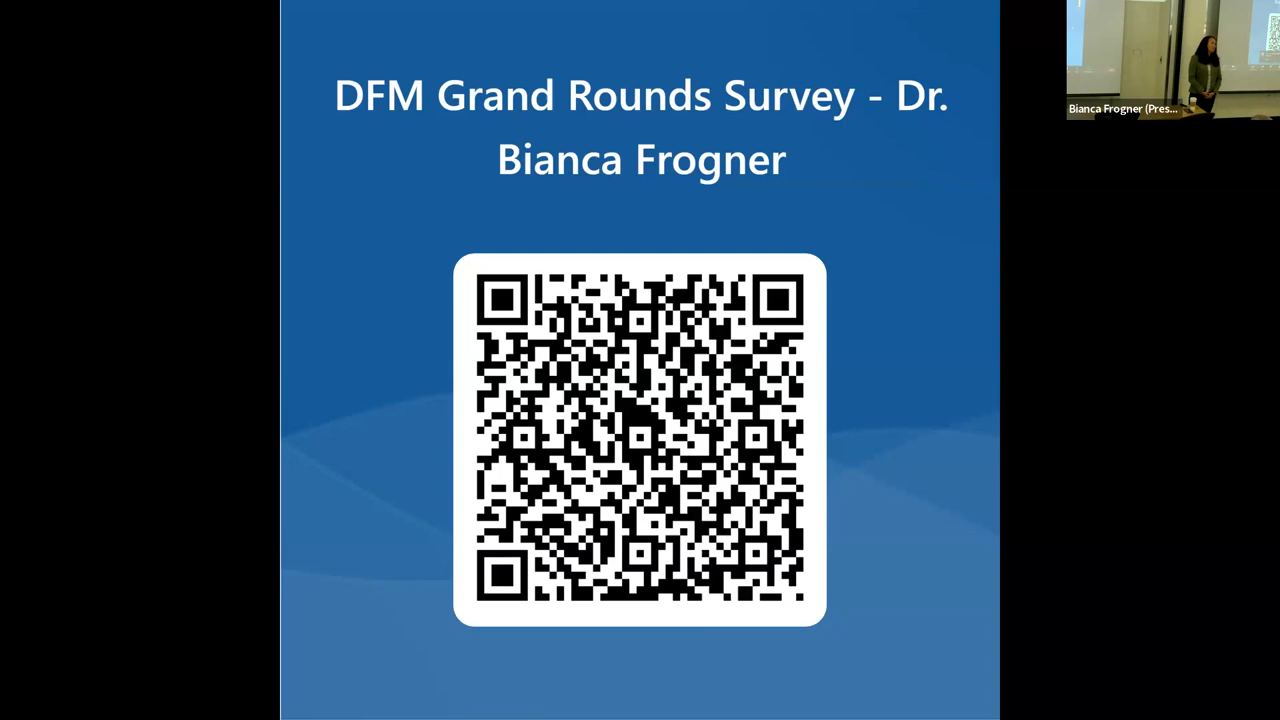 DFM Grand Rounds Survey - Dr.
Bianca Frogner
Bianca Frogner (Pres...